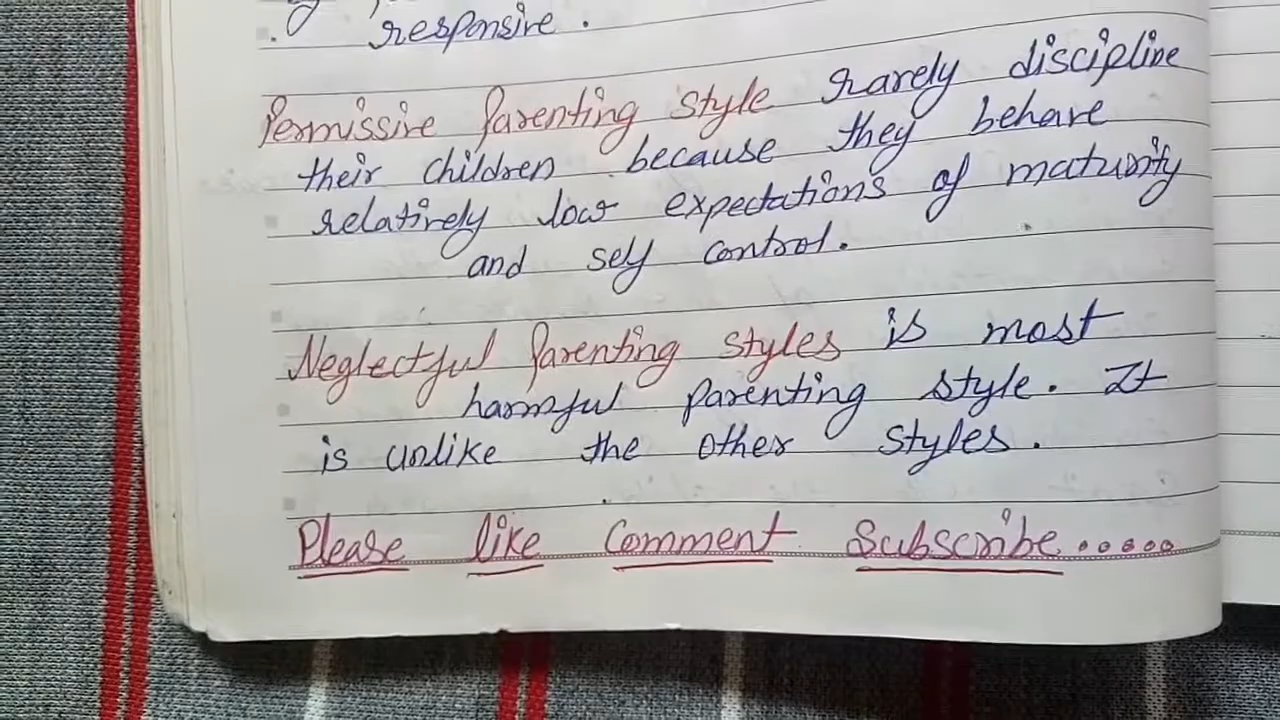 responsive.
Permissive Parenting Style rarely discipline
their children because they behave
relatively low expectations of maturity
and self control.
Neglectful Parenting styles is most
harmful parenting style. It
is unlike the other styles.
Please like Comment Subscribe.....